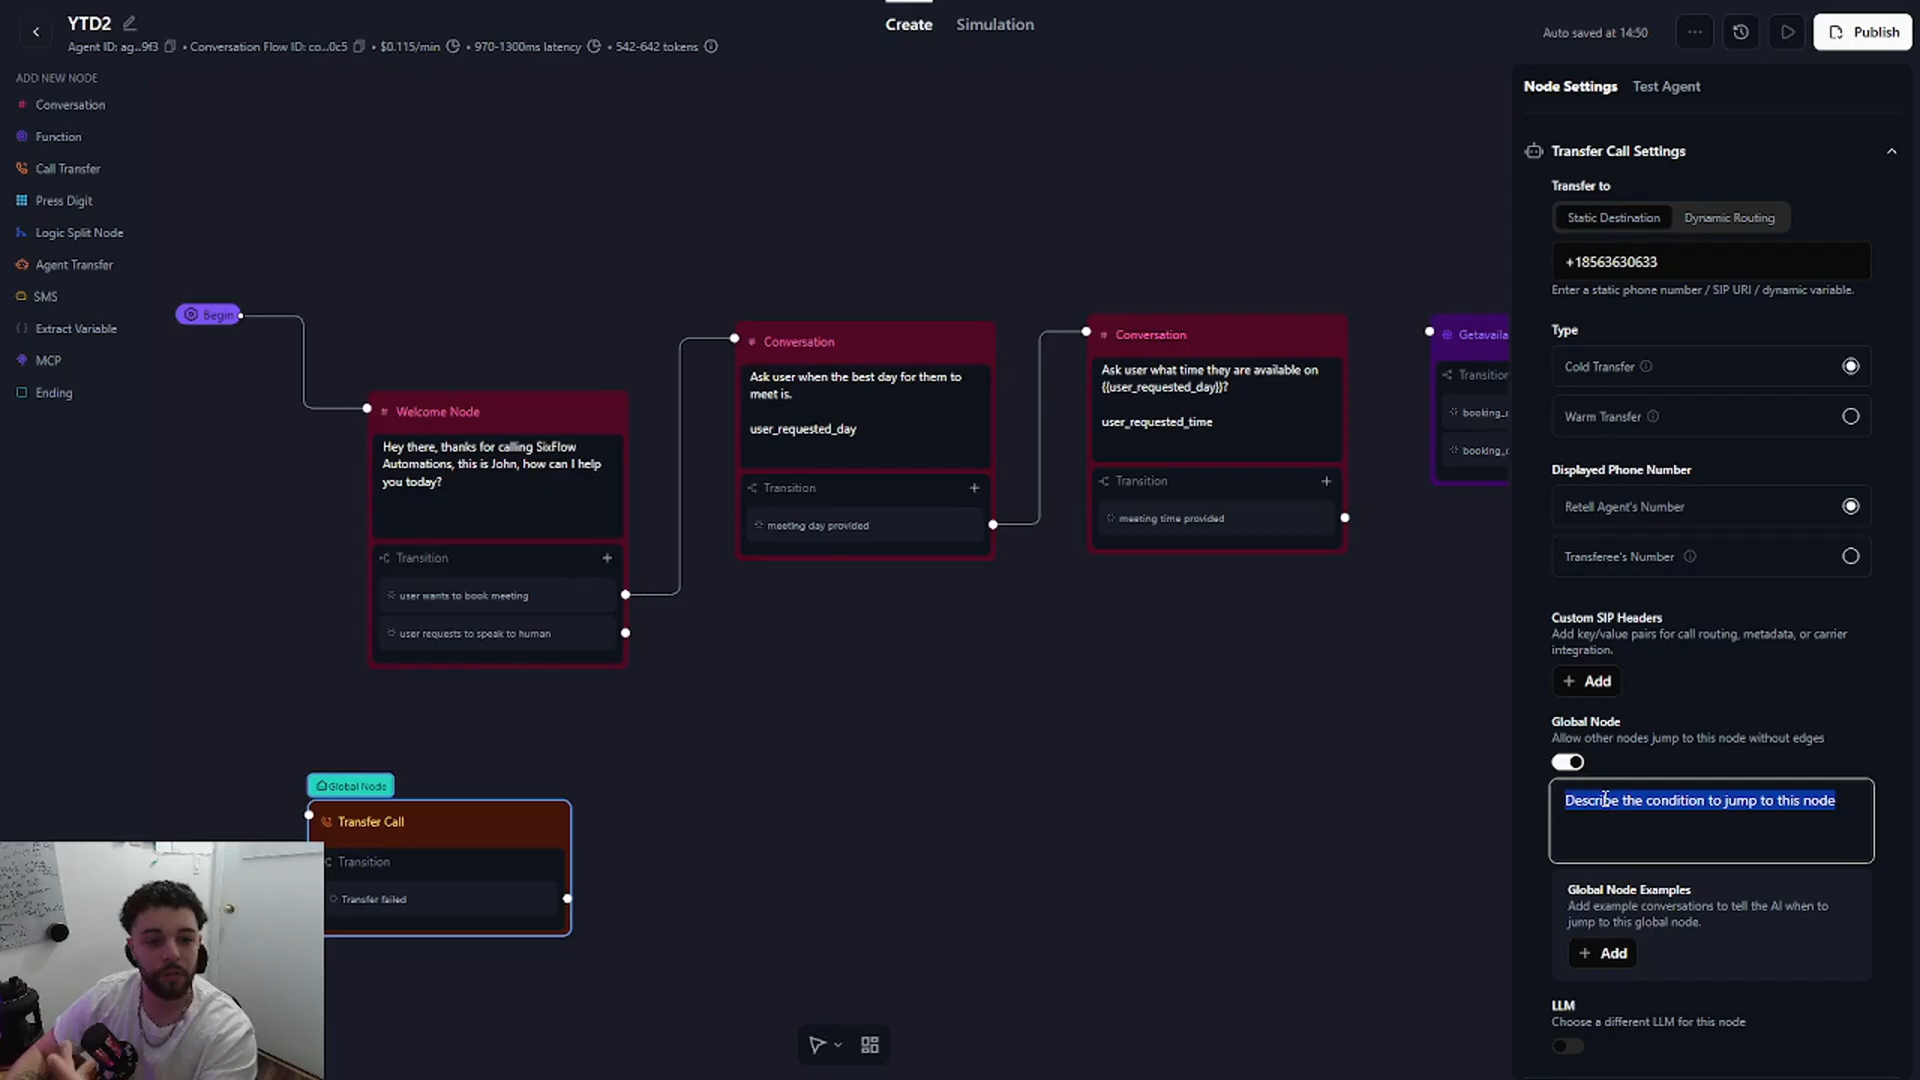 YTD2
Agent ID: ag...9f3 • Conversation Flow ID: co...0c5 • $0.115/min • 970-1300ms latency • 542-642 tokens
Create Simulation
Auto saved at 14:50
Publish
ADD NEW NODE
Conversation
Function
Call Transfer
Press Digit
Logic Split Node
Agent Transfer
SMS
Extract Variable
MCP
Ending
Begin
# Welcome Node
Hey there, thanks for calling SixFlow
Automations, this is John, how can I help
you today?
Transition
user wants to book meeting
user requests to speak to human
# Conversation
Ask user when the best day for them to
meet is.
user_requested_day
Transition
meeting day provided
# Conversation
Ask user what time they are available on
{{user_requested_day}}?
user_requested_time
Transition
meeting time provided
Getavaila
Transition
booking_
booking_
Global Node
Transfer Call
Transition
Transfer failed
Node Settings Test Agent
Transfer Call Settings
Transfer to
Static Destination Dynamic Routing
+18563630633
Enter a static phone number / SIP URI / dynamic variable.
Type
Cold Transfer
Warm Transfer
Displayed Phone Number
Retell Agent's Number
Transferee's Number
Custom SIP Headers
Add key/value pairs for call routing, metadata, or carrier
integration.
+ Add
Global Node
Allow other nodes jump to this node without edges
Describe the condition to jump to this node
Global Node Examples
Add example conversations to tell the AI when to
jump to this global node.
+ Add
LLM
Choose a different LLM for this node